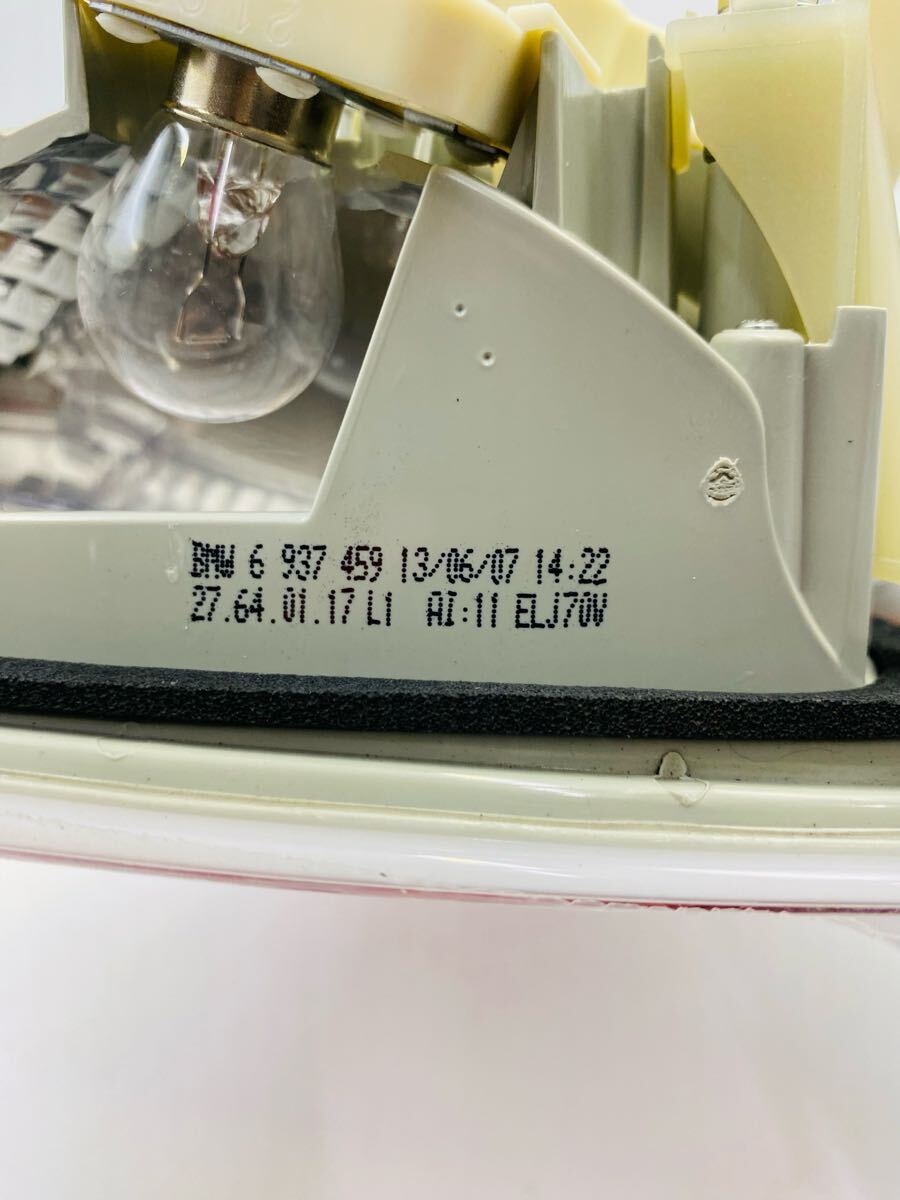 BMW 6 937 459 13/06/07 14:22
27.64.01.17 L1 AI:11 ELJ70V